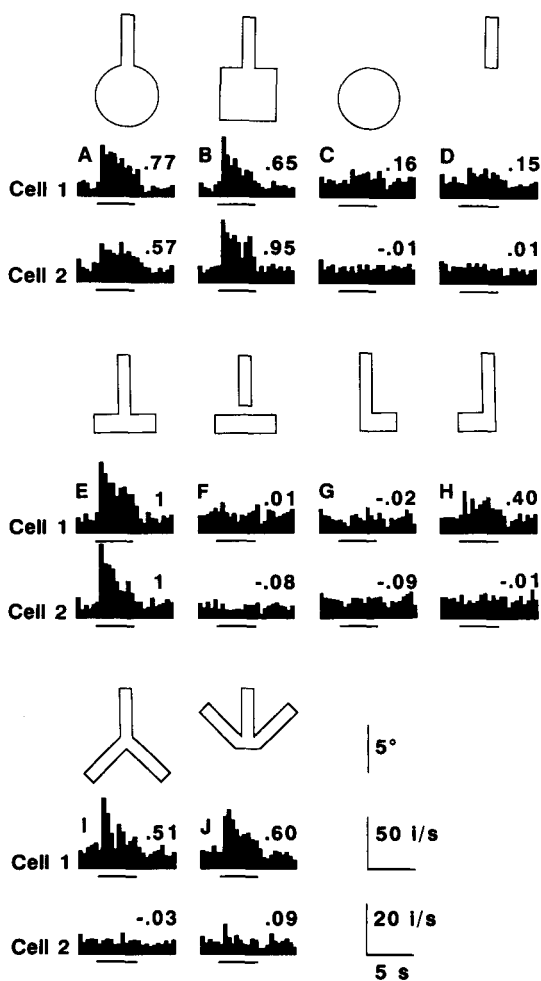 A .77 B .65 C .16 D .15
Cell 1
.57 .95 -.01 .01
Cell 2
E 1 F .01 G -.02 H .40
Cell 1
1 -.08 -.09 -.01
Cell 2
5°
I .51 J .60 50 i/s
Cell 1
-.03 .09 20 i/s
Cell 2
5 s